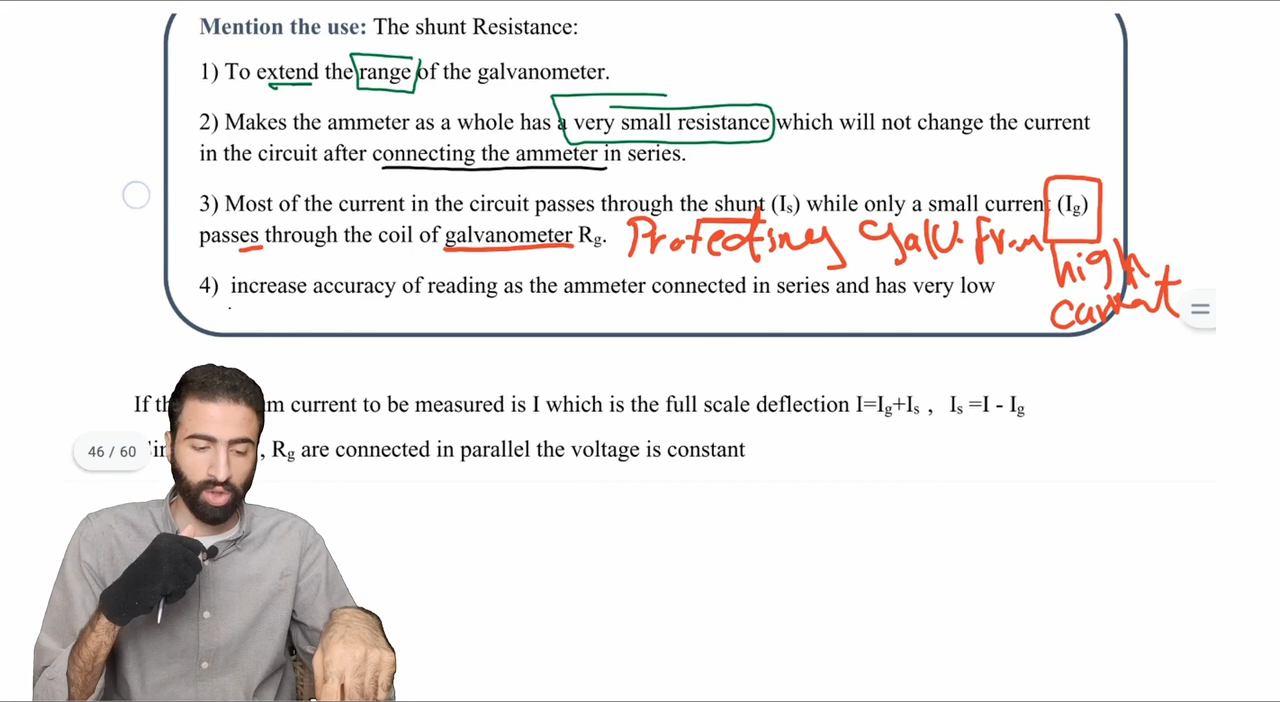 Mention the use: The shunt Resistance:
1) To extend the range of the galvanometer.
2) Makes the ammeter as a whole has a very small resistance which will not change the current
in the circuit after connecting the ammeter in series.
3) Most of the current in the circuit passes through the shunt (Is) while only a small current (Ig)
passes through the coil of galvanometer Rg.
Protecting galv. from
high
current
4) increase accuracy of reading as the ammeter connected in series and has very low
If m current to be measured is I which is the full scale deflection I=Ig+Is , Is =I - Ig
46 / 60
, Rg are connected in parallel the voltage is constant